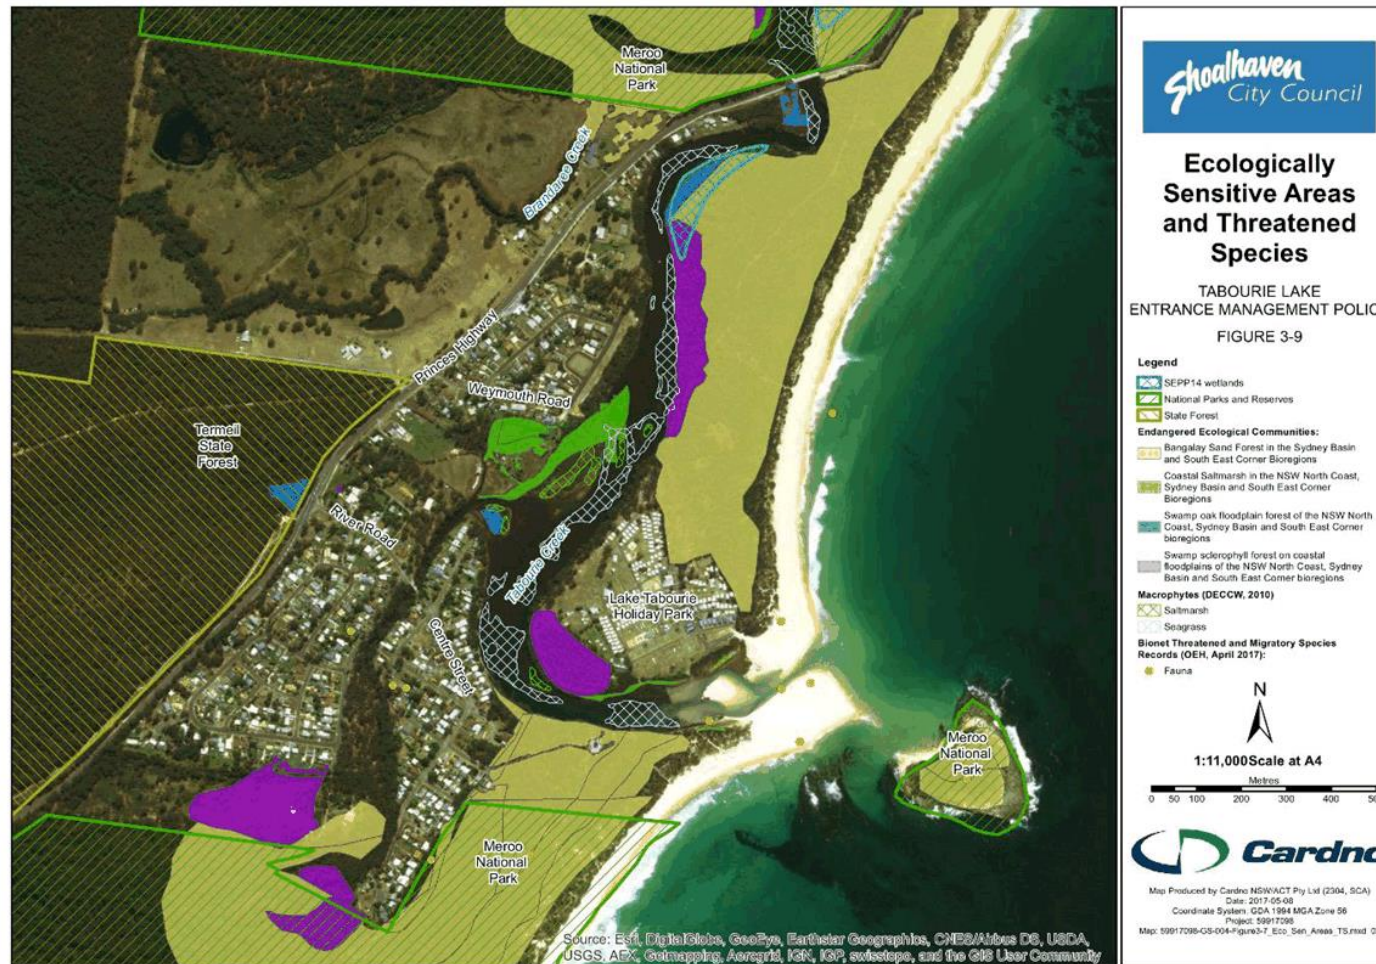 Meroo
National
Park
Brandaree Creek
Princes Highway
Weymouth Road
Termeil
State
Forest
River Road
Tabourie Creek
Lake Tabourie
Holiday Park
Centre Street
Meroo
National
Park
Meroo
National
Park
Source: Esri, DigitalGlobe, GeoEye, Earthstar Geographics, CNES/Airbus DS, USDA,
USGS, AEX, Getmapping, Aerogrid, IGN, IGP, swisstopo, and the GIS User Community
Shoalhaven
City Council
Ecologically
Sensitive Areas
and Threatened
Species
TABOURIE LAKE
ENTRANCE MANAGEMENT POLIC
FIGURE 3-9
Legend
SEPP14 wetlands
National Parks and Reserves
State Forest
Endangered Ecological Communities:
Bangalay Sand Forest in the Sydney Basin
and South East Corner Bioregions
Coastal Saltmarsh in the NSW North Coast,
Sydney Basin and South East Corner
Bioregions
Swamp oak floodplain forest of the NSW North
Coast, Sydney Basin and South East Corner
bioregions
Swamp sclerophyll forest on coastal
floodplains of the NSW North Coast, Sydney
Basin and South East Corner bioregions
Macrophytes (DECCW, 2010)
Saltmarsh
Seagrass
Bionet Threatened and Migratory Species
Records (OEH, April 2017):
Fauna
N
1:11,000Scale at A4
Metres
0 50 100 200 300 400 50
Cardno
Map Produced by Cardno NSW/ACT Pty Ltd (2304, SCA)
Date: 2017-05-08
Coordinate System: GDA 1994 MGA Zone 56
Project: 59917098
Map: 59917098-GS-004-Figure3-7_Eco_Sen_Areas_TS.mxd 0